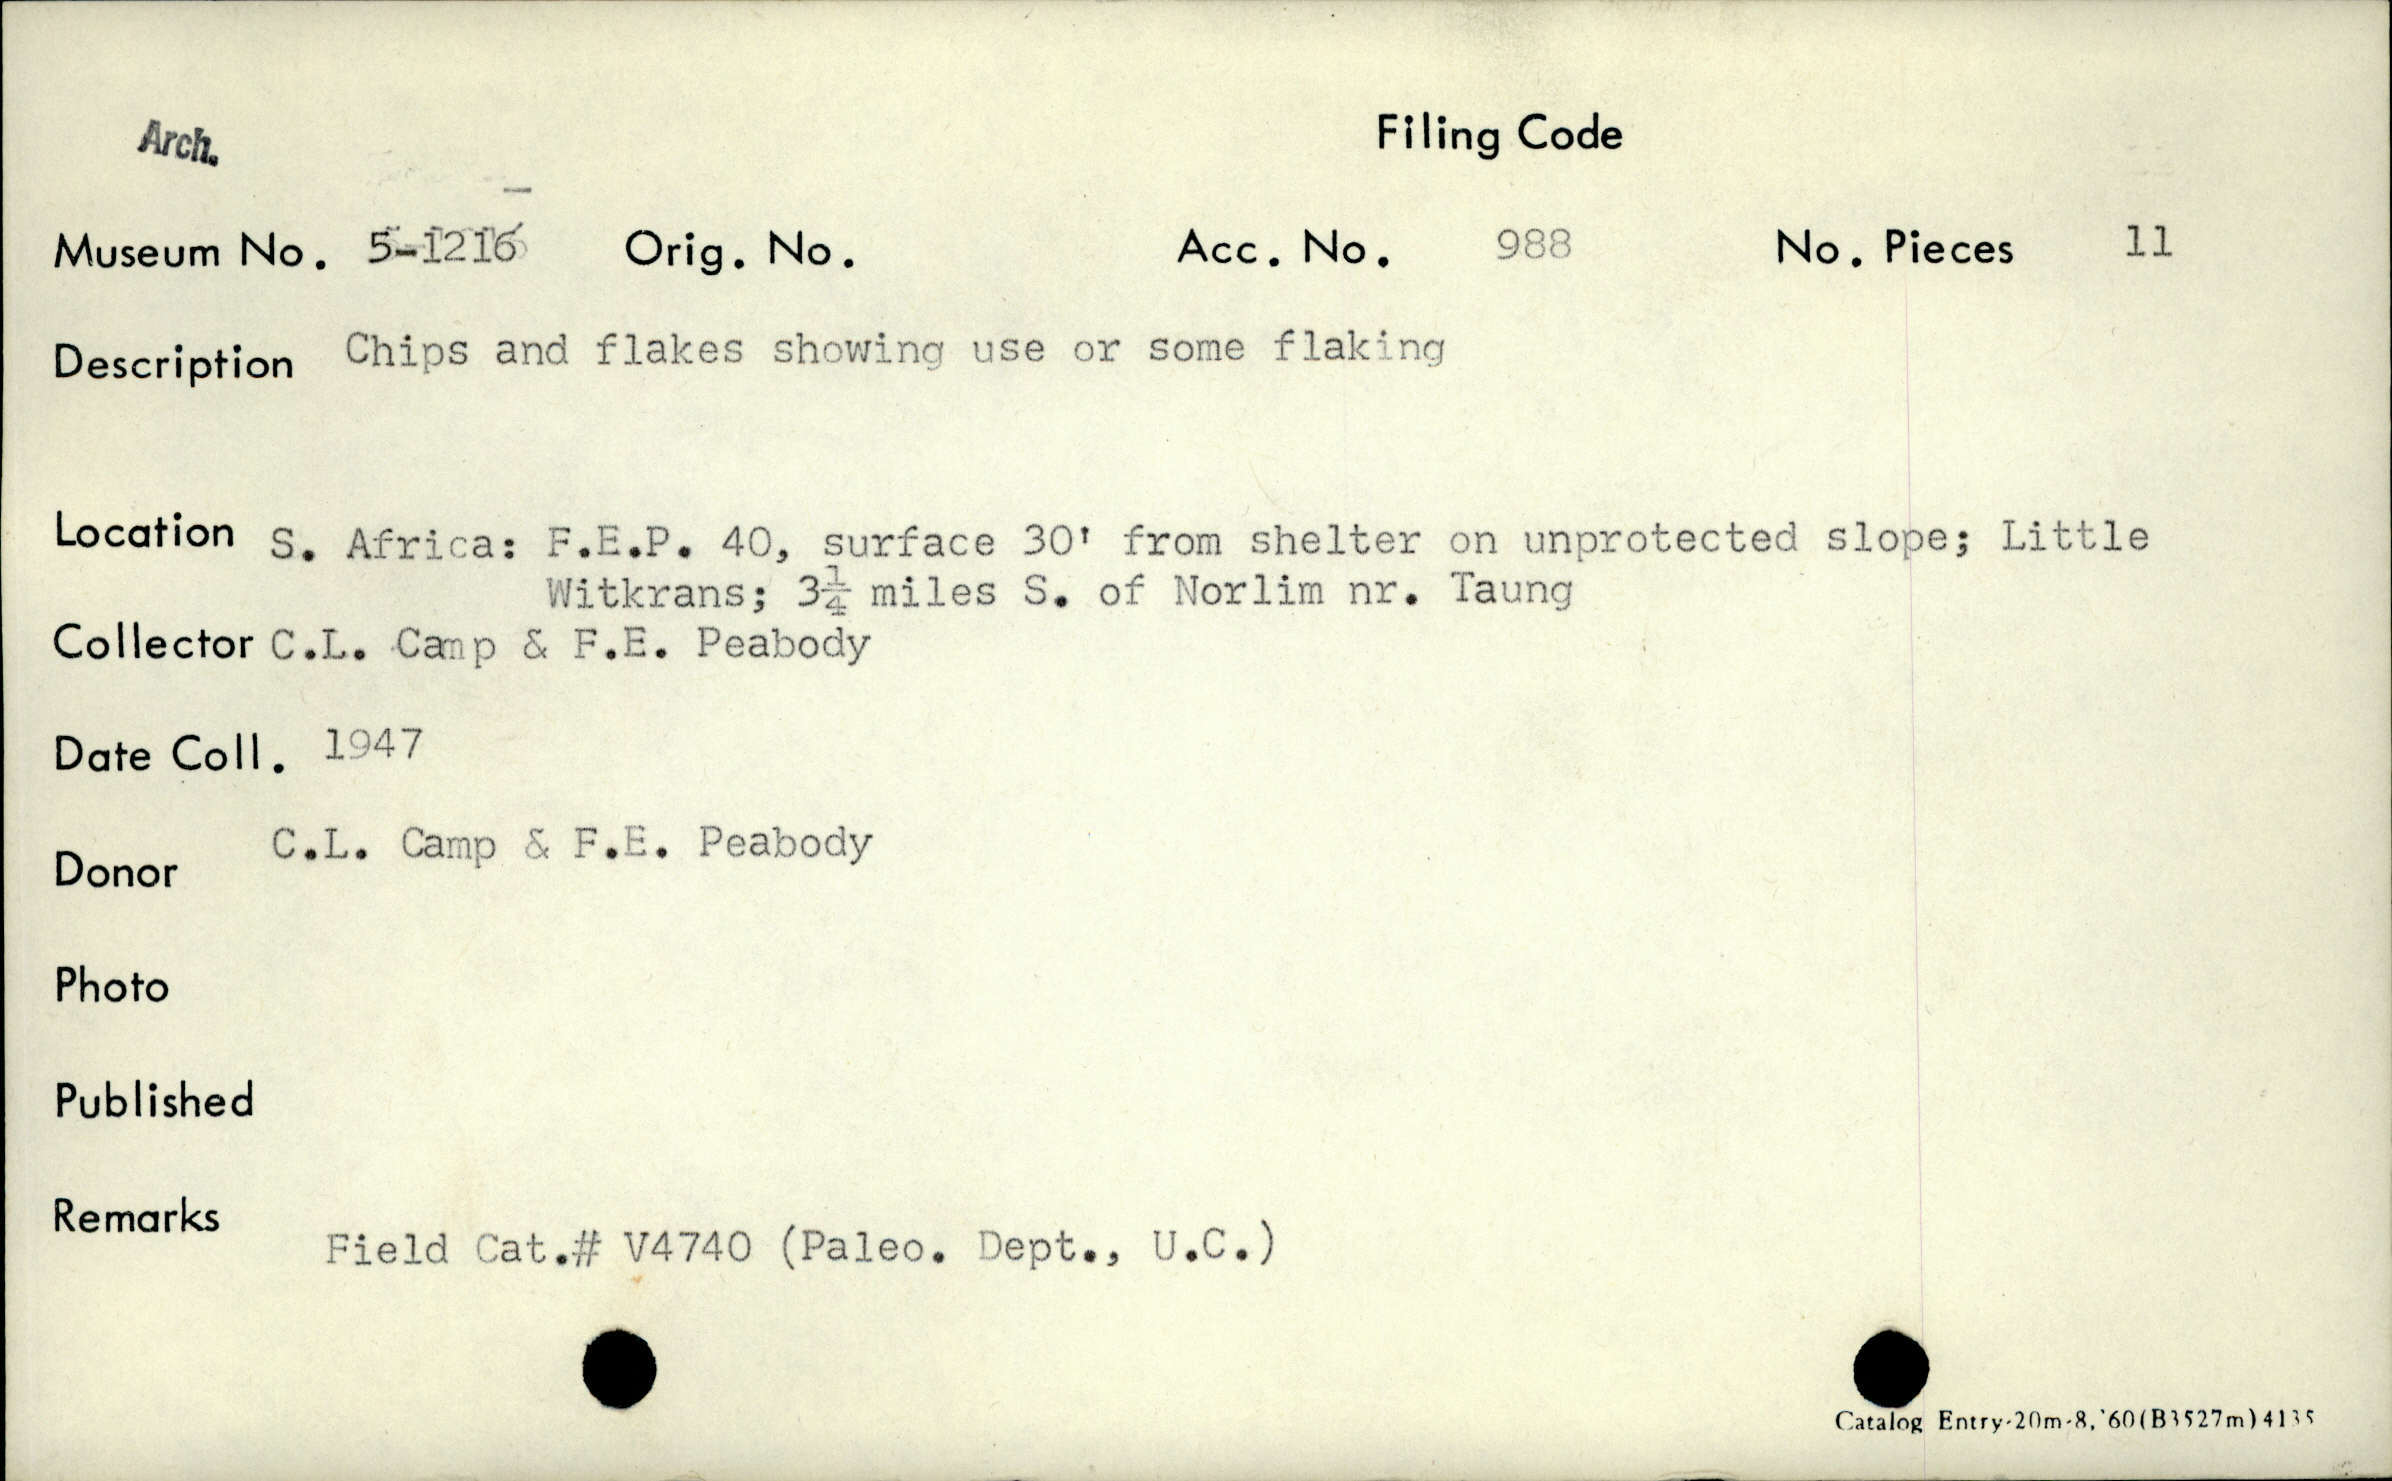 Arch.
Filing Code
Museum No. 5-1216 Orig. No. Acc. No. 988 No. Pieces 11
Description Chips and flakes showing use or some flaking
Location S. Africa: F.E.P. 40, surface 30' from shelter on unprotected slope; Little
Witkrans; 3¼ miles S. of Norlim nr. Taung
Collector C.L. Camp & F.E. Peabody
Date Coll. 1947
Donor C.L. Camp & F.E. Peabody
Photo
Published
Remarks
Field Cat.# V4740 (Paleo. Dept., U.C.)
Catalog Entry-20m-8,'60(B3527m)4135